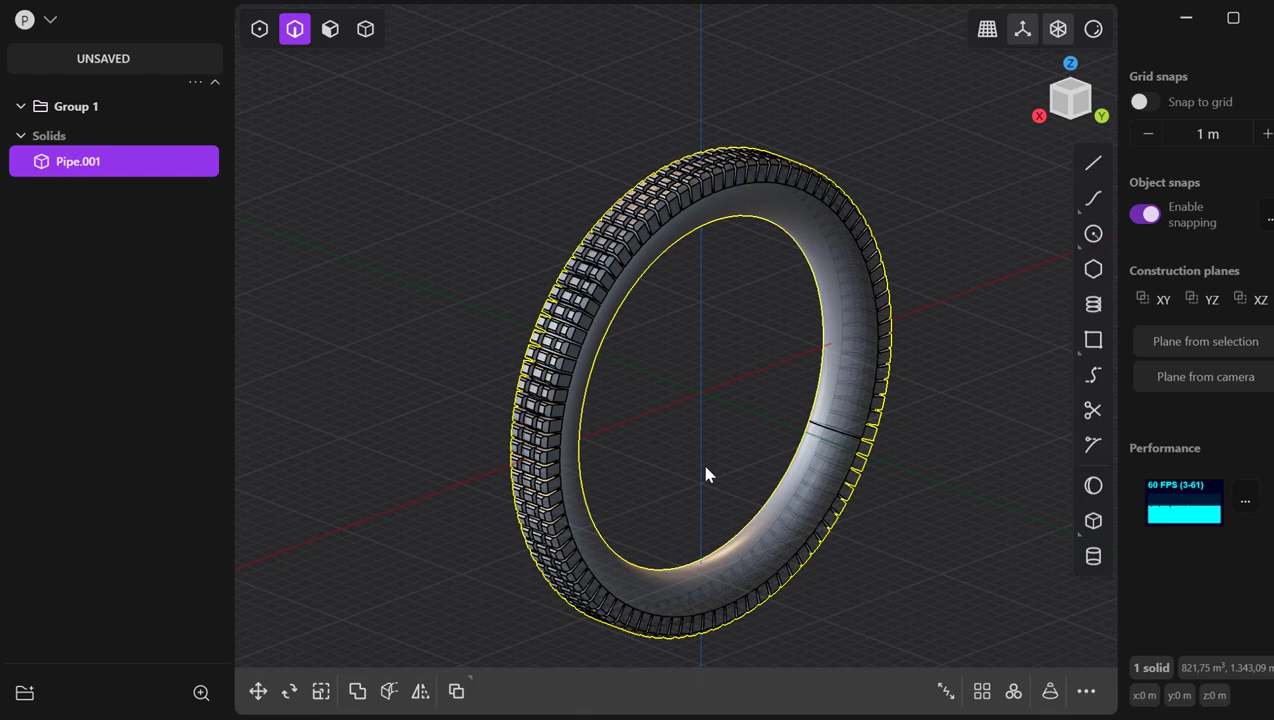 P
UNSAVED
Group 1
Solids
Pipe.001
Z
X
Y
Grid snaps
Snap to grid
1 m
Object snaps
Enable
snapping
Construction planes
XY YZ XZ
Plane from selection
Plane from camera
Performance
60 FPS (3-61)
1 solid 821,75 m³, 1.343,09 m
x:0 m y:0 m z:0 m